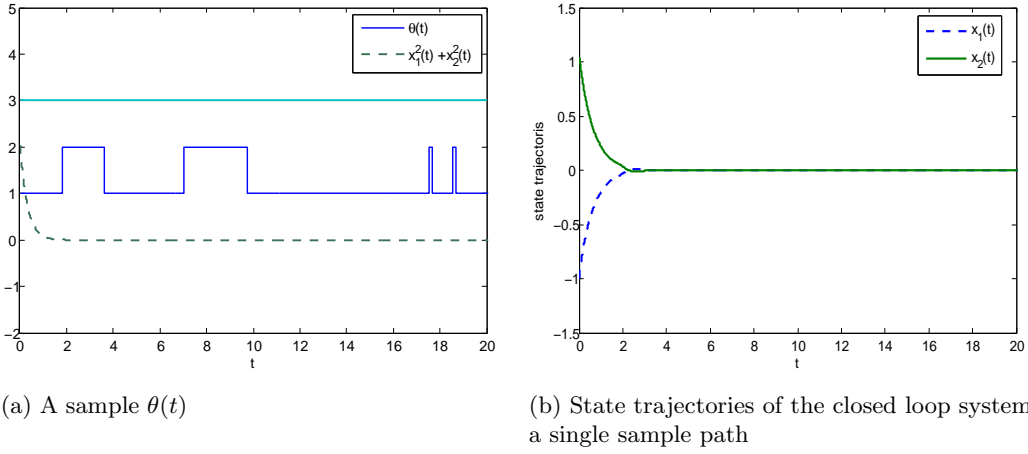 5
4
3
2
1
0
−1
−2
0 2 4 6 8 10 12 14 16 18 20
t
θ(t)
x₁²(t) +x₂²(t)
1.5
1
0.5
0
−0.5
−1
−1.5
0 2 4 6 8 10 12 14 16 18 20
t
state trajectoris
x₁(t)
x₂(t)
(a) A sample θ(t)
(b) State trajectories of the closed loop system
a single sample path